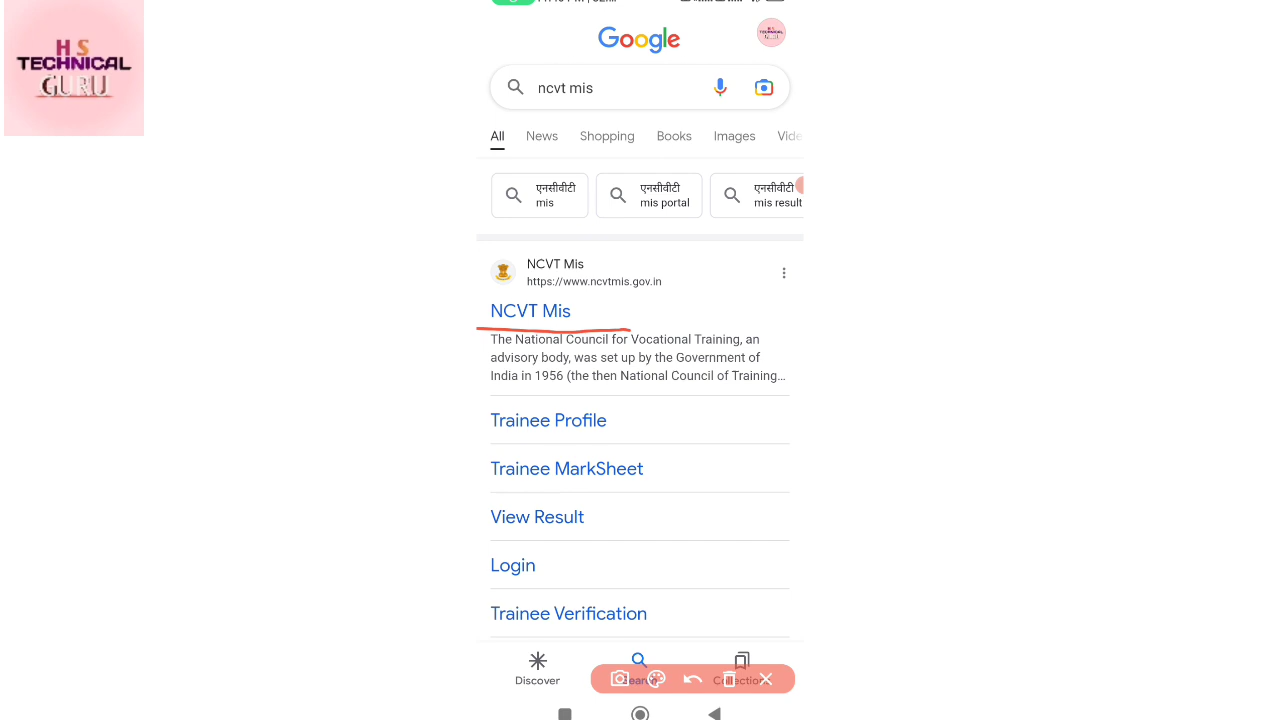 H S
TECHNICAL
GURU
Google
ncvt mis
All News Shopping Books Images
एनसीवीटी
mis
एनसीवीटी
mis portal
एनसीवीटी
mis result
NCVT Mis
https://www.ncvtmis.gov.in
NCVT Mis
The National Council for Vocational Training, an
advisory body, was set up by the Government of
India in 1956 (the then National Council of Training...
Trainee Profile
Trainee MarkSheet
View Result
Login
Trainee Verification
Discover Search Collections